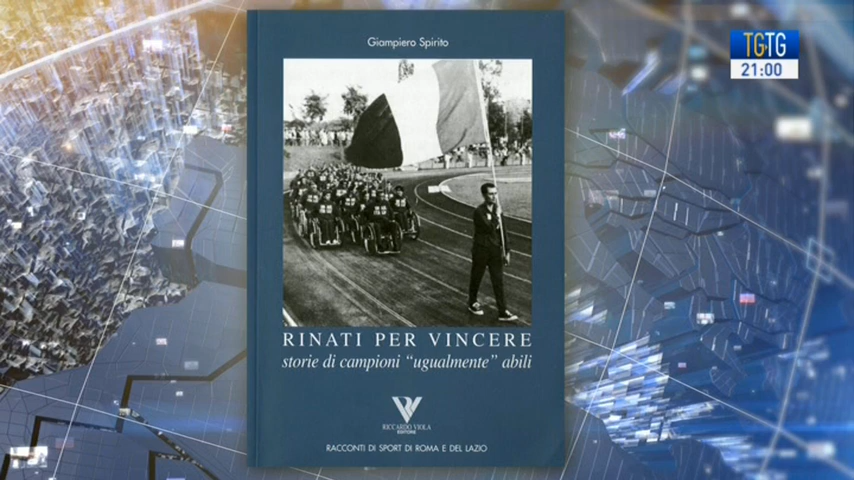 Giampiero Spirito
TGTG
21:00
RINATI PER VINCERE
storie di campioni “ugualmente” abili
RICCARDO VIOLA
EDITORE
RACCONTI DI SPORT DI ROMA E DEL LAZIO